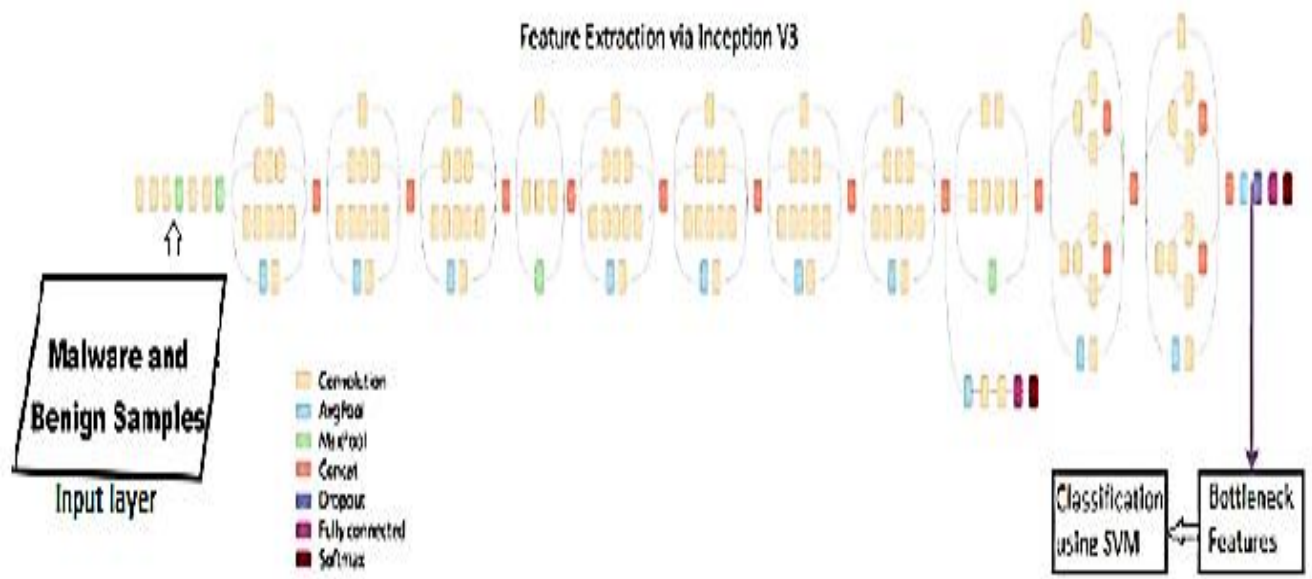 Feature Extraction via Inception V3
Malware and
Benign Samples
Input layer
Convolution
AvgPool
MaxPool
Concat
Dropout
Fully connected
Softmax
Classification
using SVM
Bottleneck
Features